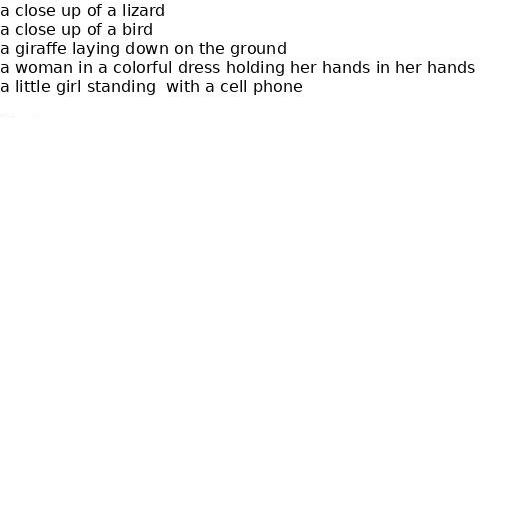 a close up of a lizard
a close up of a bird
a giraffe laying down on the ground
a woman in a colorful dress holding her hands in her hands
a little girl standing  with a cell phone